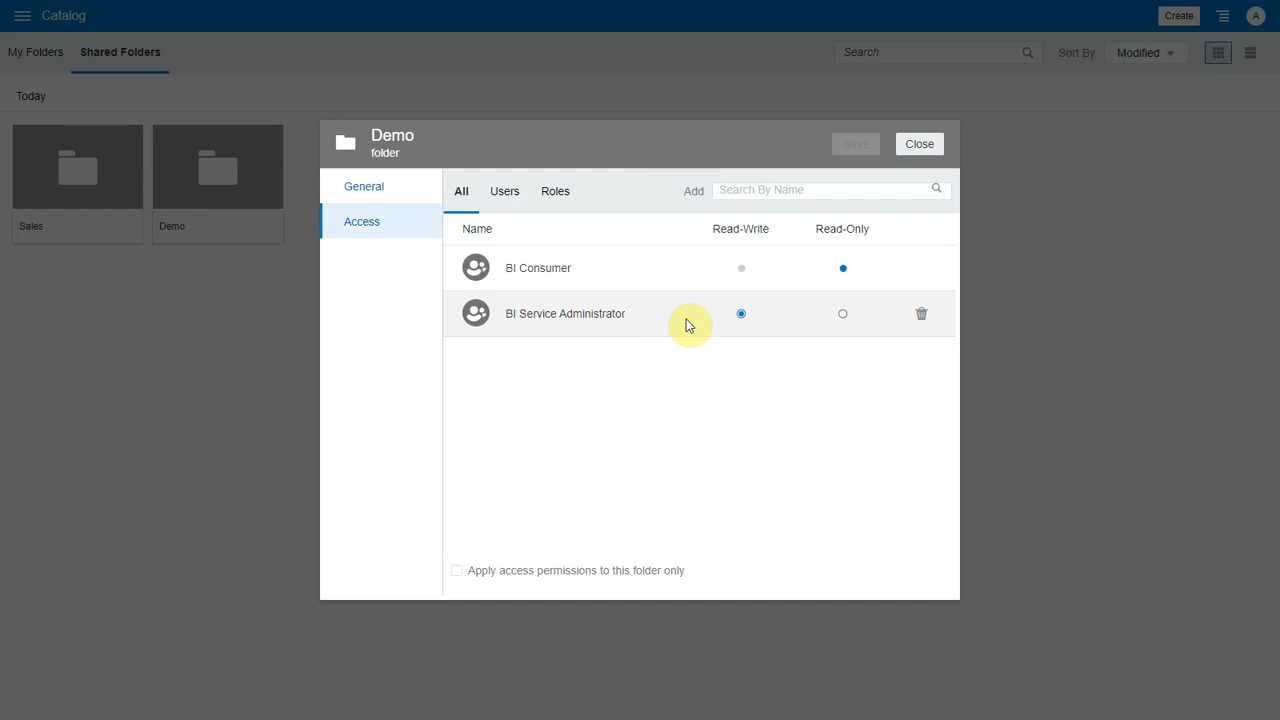 Catalog
Create
A
My Folders
Shared Folders
Search
Sort By
Modified
Today
Sales
Demo
Demo
folder
Save
Close
General
Access
All
Users
Roles
Add
Search By Name
Name
Read-Write
Read-Only
BI Consumer
BI Service Administrator
Apply access permissions to this folder only